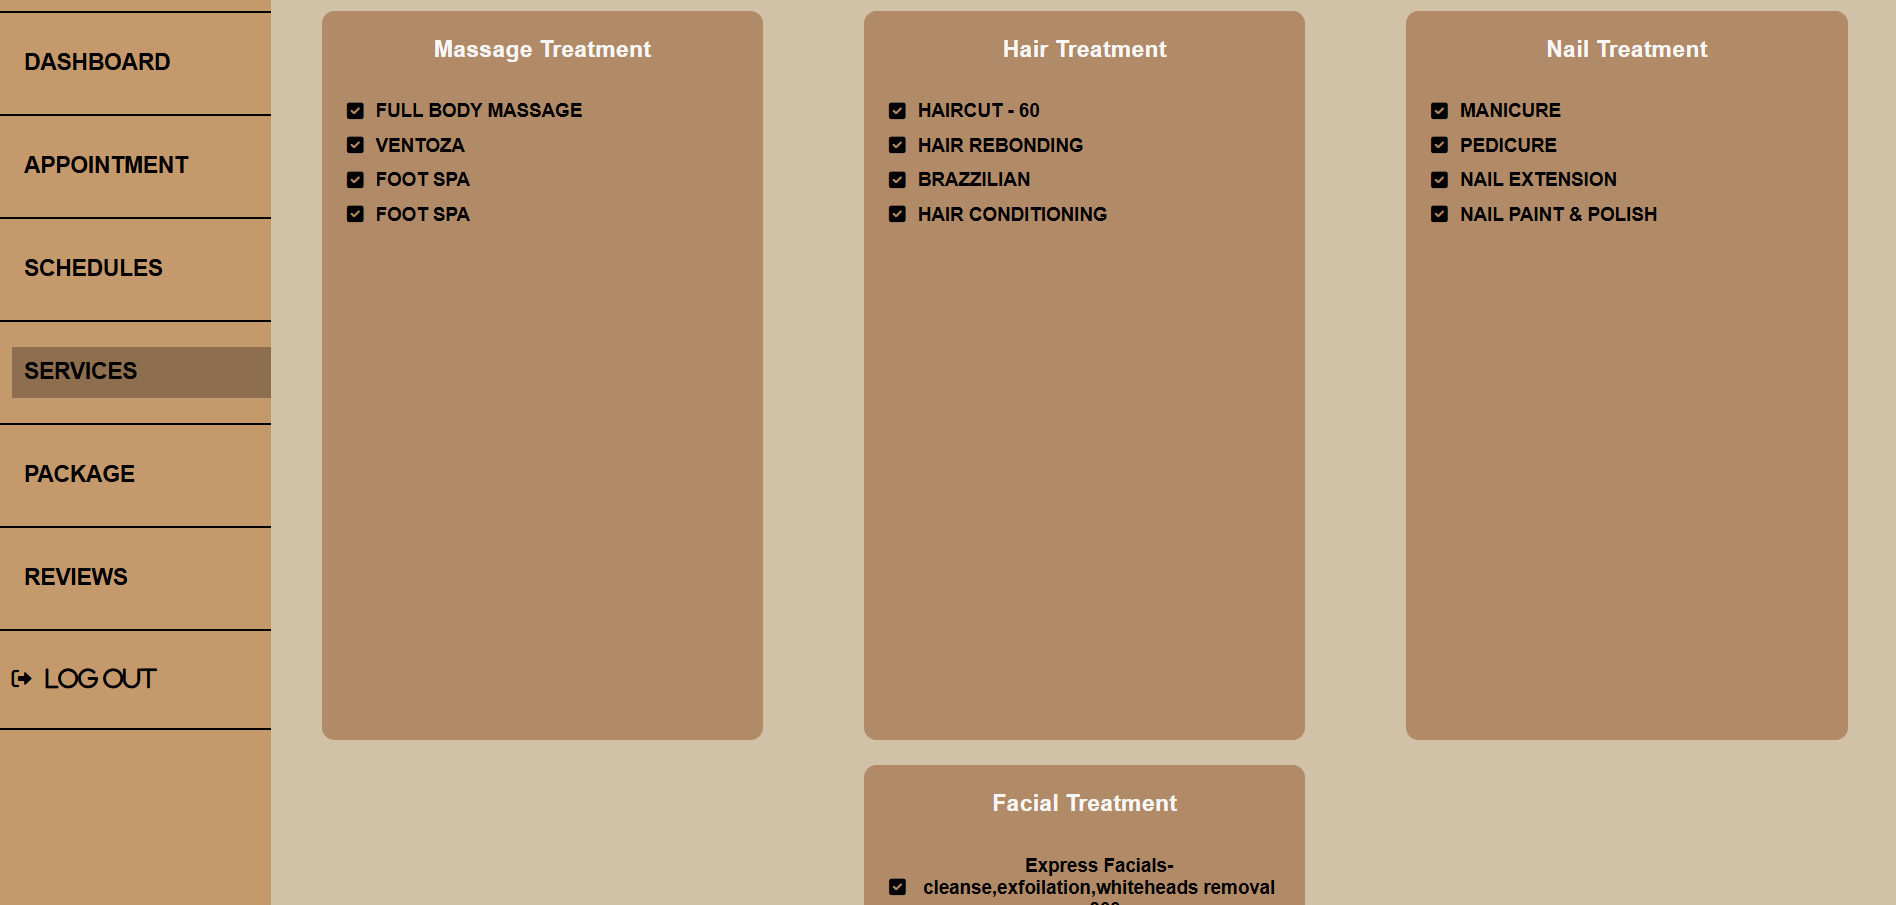 DASHBOARD
APPOINTMENT
SCHEDULES
SERVICES
PACKAGE
REVIEWS
LOG OUT
Massage Treatment
FULL BODY MASSAGE
VENTOZA
FOOT SPA
FOOT SPA
Hair Treatment
HAIRCUT - 60
HAIR REBONDING
BRAZZILIAN
HAIR CONDITIONING
Nail Treatment
MANICURE
PEDICURE
NAIL EXTENSION
NAIL PAINT & POLISH
Facial Treatment
Express Facials-
cleanse,exfoilation,whiteheads removal